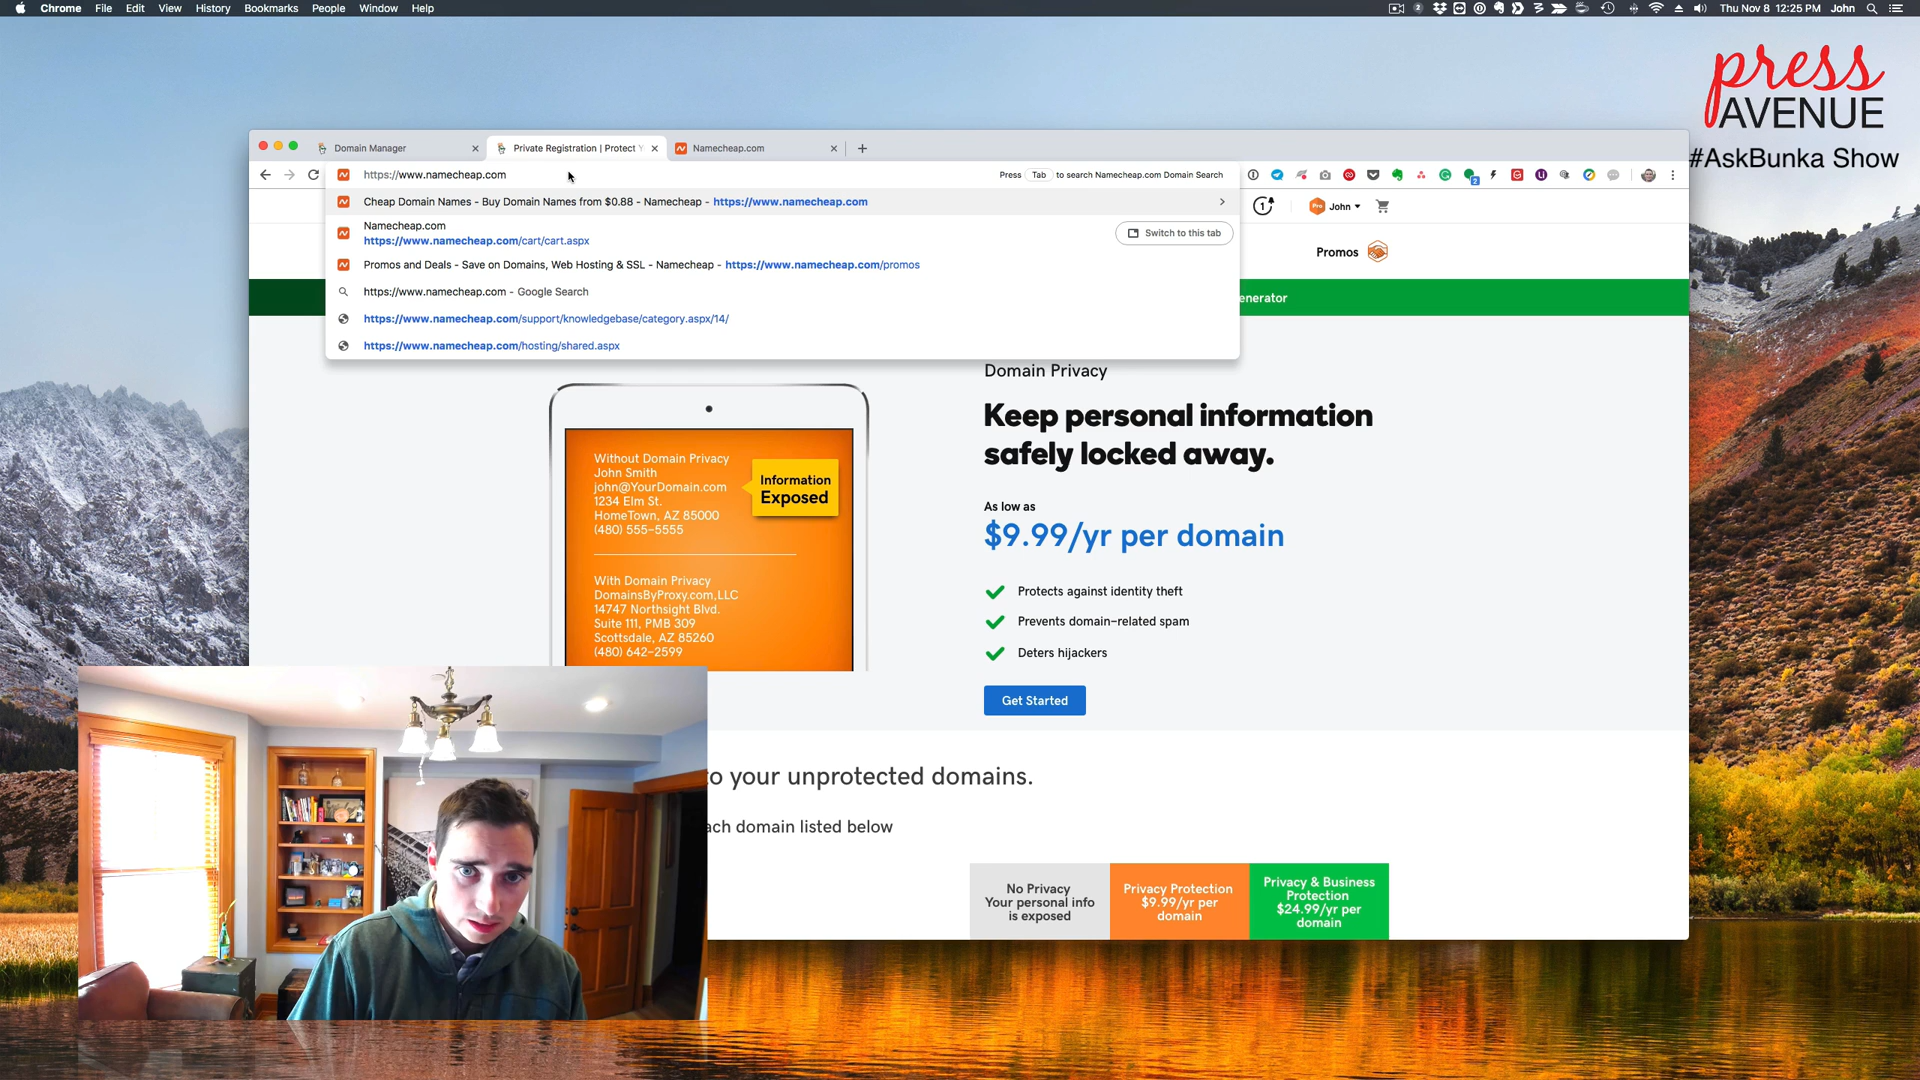 Chrome File Edit View History Bookmarks People Window Help
2
Thu Nov 8 12:25 PM John
press
AVENUE
#AskBunka Show
Domain Manager
Private Registration | Protect Y
Namecheap.com
https://www.namecheap.com
Press Tab to search Namecheap.com Domain Search
2
Cheap Domain Names - Buy Domain Names from $0.88 - Namecheap - https://www.namecheap.com
1
Pro John
Namecheap.com
https://www.namecheap.com/cart/cart.aspx
Switch to this tab
Promos
Promos and Deals - Save on Domains, Web Hosting & SSL - Namecheap - https://www.namecheap.com/promos
https://www.namecheap.com - Google Search
enerator
https://www.namecheap.com/support/knowledgebase/category.aspx/14/
https://www.namecheap.com/hosting/shared.aspx
Without Domain Privacy
John Smith
john@YourDomain.com
1234 Elm St.
HomeTown, AZ 85000
(480) 555-5555
Information
Exposed
With Domain Privacy
DomainsByProxy.com,LLC
14747 Northsight Blvd.
Suite 111, PMB 309
Scottsdale, AZ 85260
(480) 642-2599
Domain Privacy
Keep personal information
safely locked away.
As low as
$9.99/yr per domain
Protects against identity theft
Prevents domain-related spam
Deters hijackers
Get Started
o your unprotected domains.
ach domain listed below
No Privacy
Your personal info
is exposed
Privacy Protection
$9.99/yr per
domain
Privacy & Business
Protection
$24.99/yr per
domain